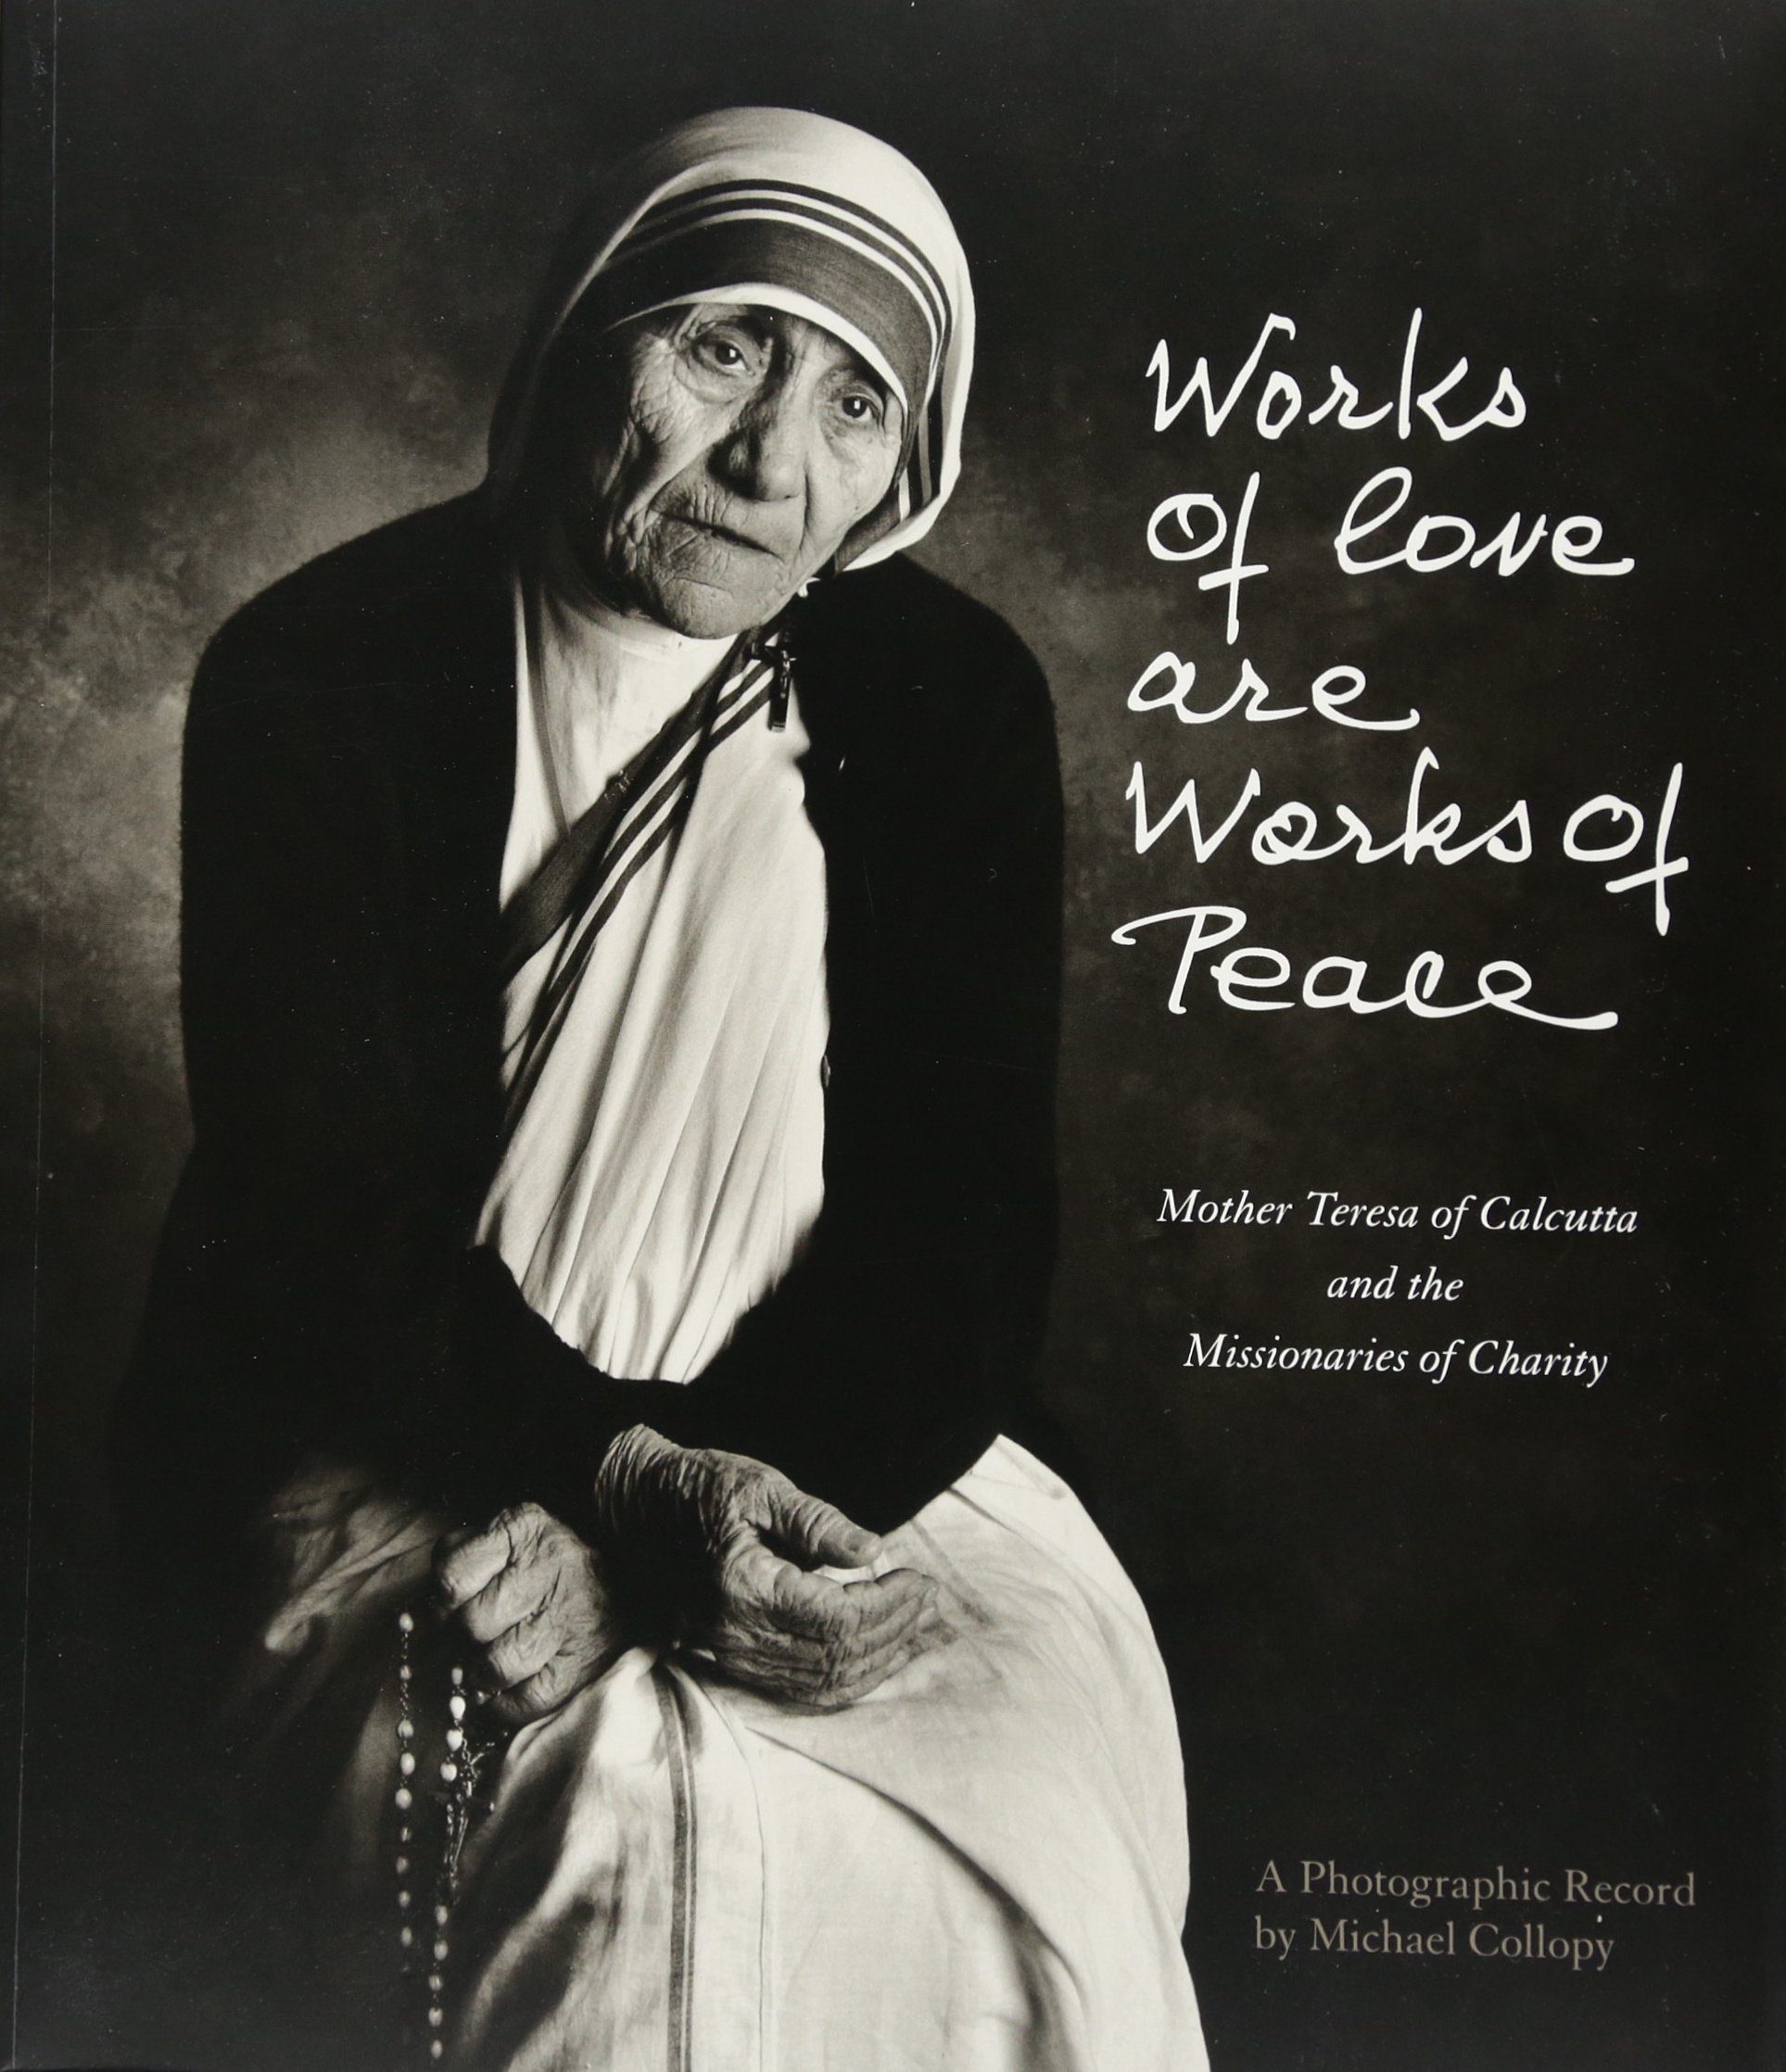 Works
of love
are
Works of
Peace
Mother Teresa of Calcutta
and the
Missionaries of Charity
A Photographic Record
by Michael Collopy